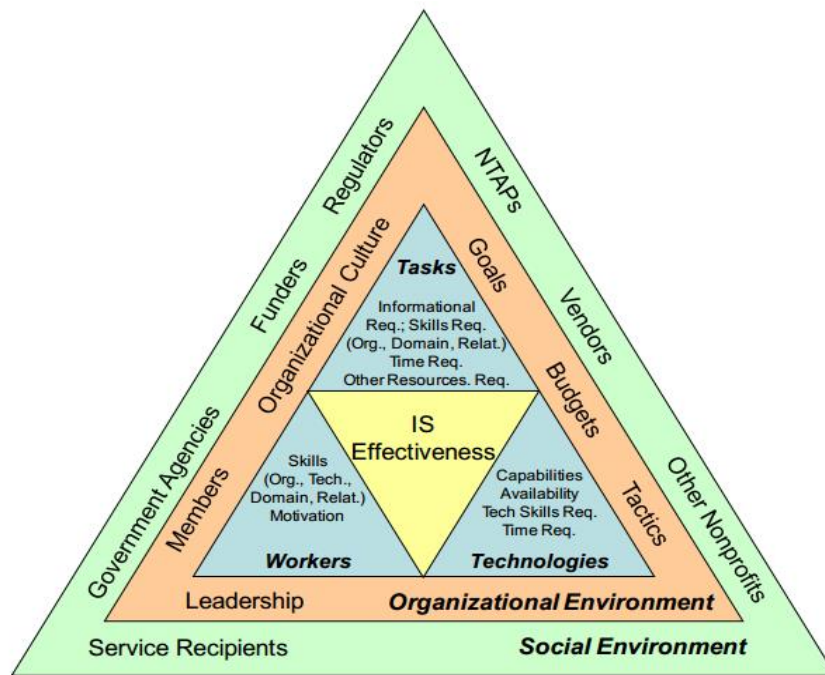 Regulators
NTAPs
Funders
Vendors
Government Agencies
Other Nonprofits
Organizational Culture
Goals
Members
Budgets
Tactics
Tasks
Informational
Req.; Skills Req.
(Org., Domain, Relat.)
Time Req.
Other Resources. Req.
IS
Effectiveness
Skills
(Org., Tech.,
Domain, Relat.)
Motivation
Workers
Capabilities
Availability
Tech Skills Req.
Time Req.
Technologies
Leadership
Organizational Environment
Service Recipients
Social Environment